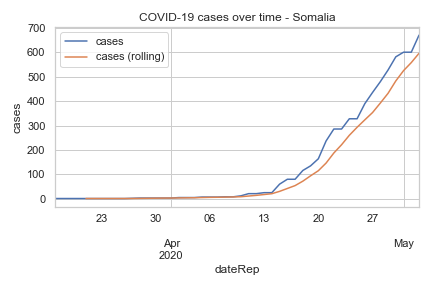 COVID-19 cases over time - Somalia
cases
cases (rolling)
700
600
500
400
300
200
100
0
cases
23 30 06 13 20 27
Apr May
2020
dateRep